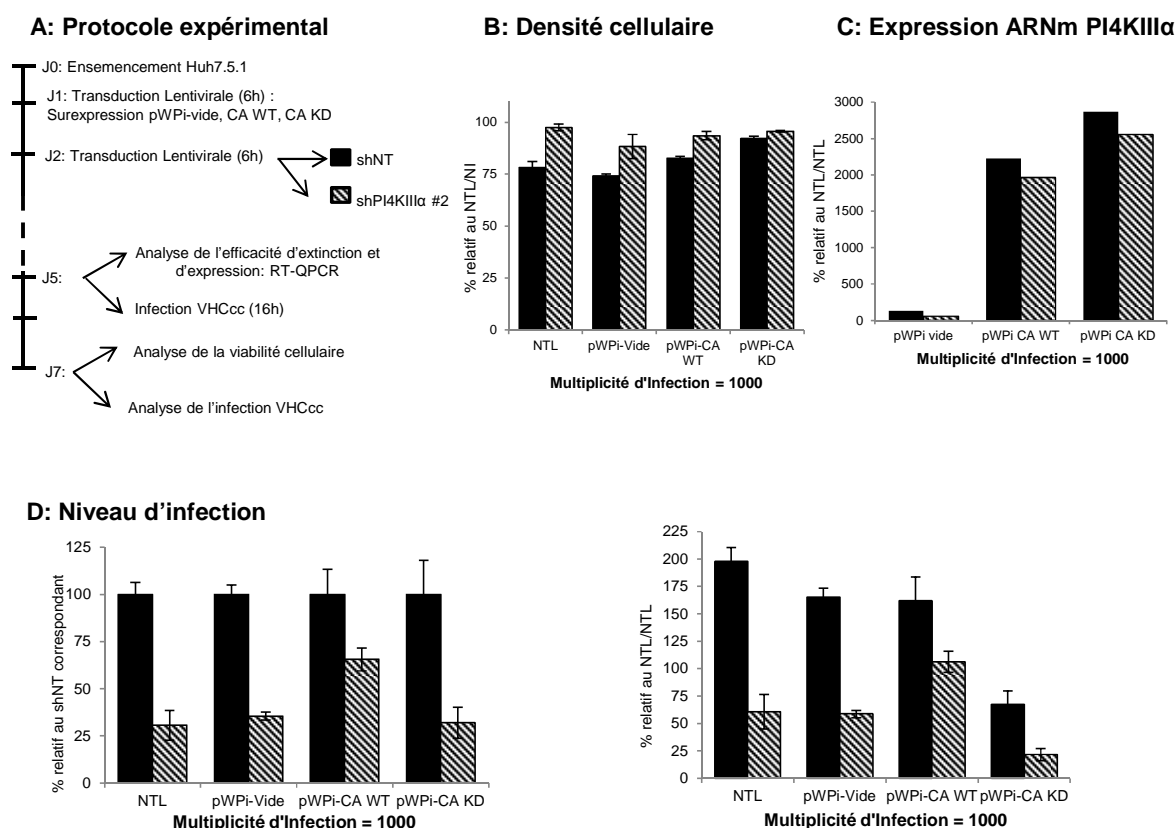 A: Protocole expérimental
J0: Ensemencement Huh7.5.1
J1: Transduction Lentivirale (6h) :
Surexpression pWPi-vide, CA WT, CA KD
J2: Transduction Lentivirale (6h)
shNT
shPI4KIIIα #2
J5:
Analyse de l'efficacité d'extinction et
d'expression: RT-QPCR
Infection VHCcc (16h)
J7:
Analyse de la viabilité cellulaire
Analyse de l'infection VHCcc
B: Densité cellulaire
% relatif au NTL/NI
100
75
50
25
0
NTL
pWPi-Vide
pWPi-CA
WT
pWPi-CA
KD
Multiplicité d'Infection = 1000
C: Expression ARNm PI4KIIIα
% relatif au NTL/NTL
3000
2500
2000
1500
1000
500
0
pWPi vide
pWPi CA WT
pWPi CA KD
Multiplicité d'Infection = 1000
D: Niveau d'infection
% relatif au shNT correspondant
125
100
75
50
25
0
NTL
pWPi-Vide
pWPi-CA WT
pWPi-CA KD
Multiplicité d'Infection = 1000
% relatif au NTL/NTL
225
200
175
150
125
100
75
50
25
0
NTL
pWPi-Vide
pWPi-CA WT
pWPi-CA KD
Multiplicité d'Infection = 1000